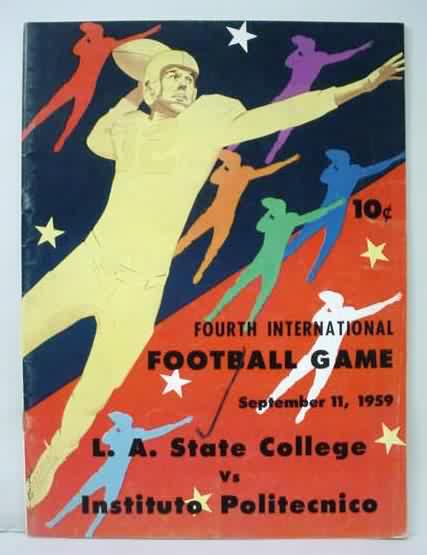 10¢
FOURTH INTERNATIONAL
FOOTBALL GAME
September 11, 1959
L. A. State College
Vs
Instituto Politecnico